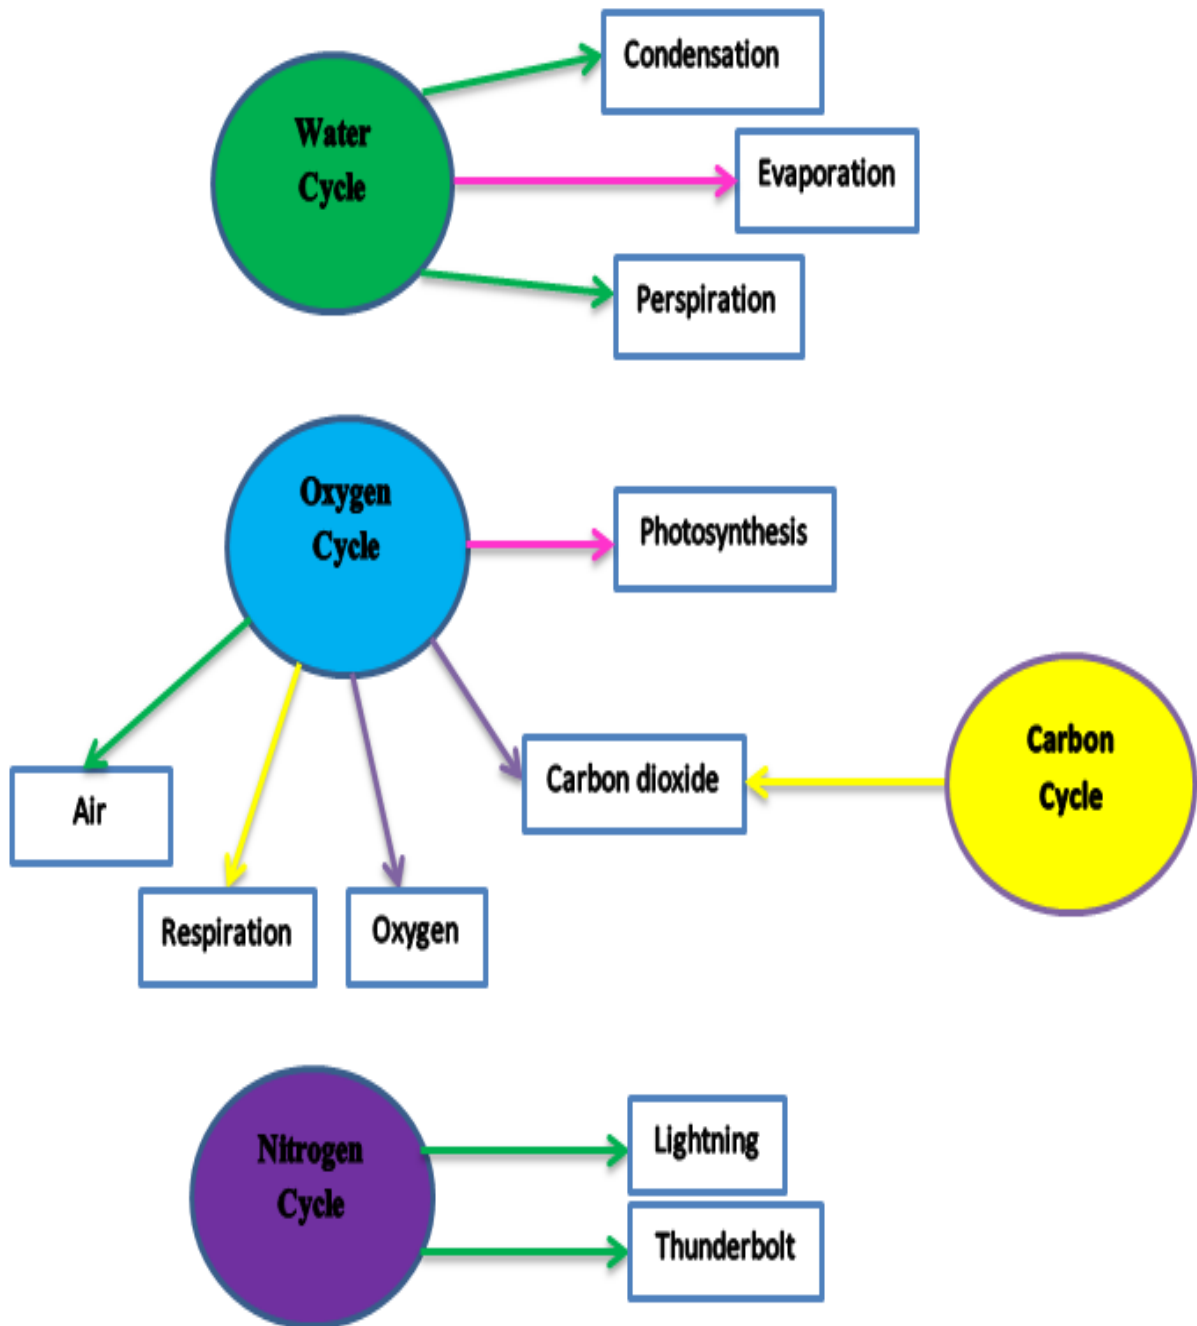 Condensation
Water
Cycle
Evaporation
Perspiration
Oxygen
Cycle
Photosynthesis
Carbon
Cycle
Carbon dioxide
Air
Respiration
Oxygen
Nitrogen
Cycle
Lightning
Thunderbolt